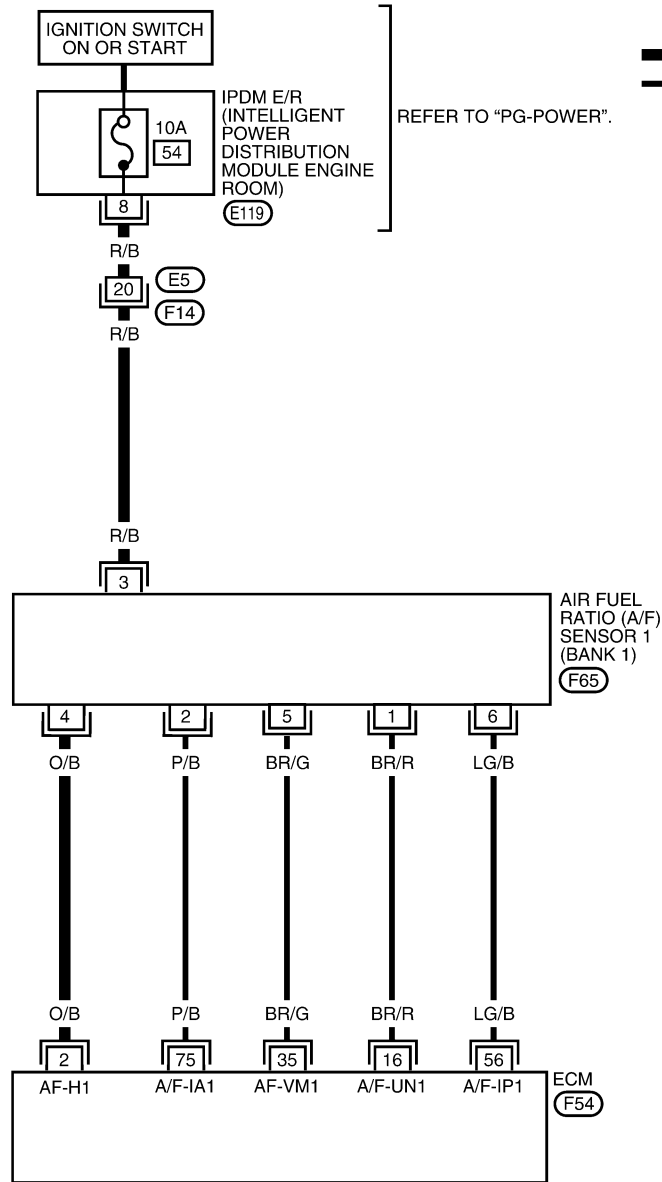 IGNITION SWITCH
ON OR START
IPDM E/R
(INTELLIGENT
POWER
DISTRIBUTION
MODULE ENGINE
ROOM)
E119
10A
54
REFER TO “PG-POWER”.
8
R/B
20
E5
F14
R/B
R/B
3
AIR FUEL
RATIO (A/F)
SENSOR 1
(BANK 1)
F65
4 2 5 1 6
O/B P/B BR/G BR/R LG/B
O/B P/B BR/G BR/R LG/B
2 75 35 16 56
AF-H1 A/F-IA1 AF-VM1 A/F-UN1 A/F-IP1
ECM
F54